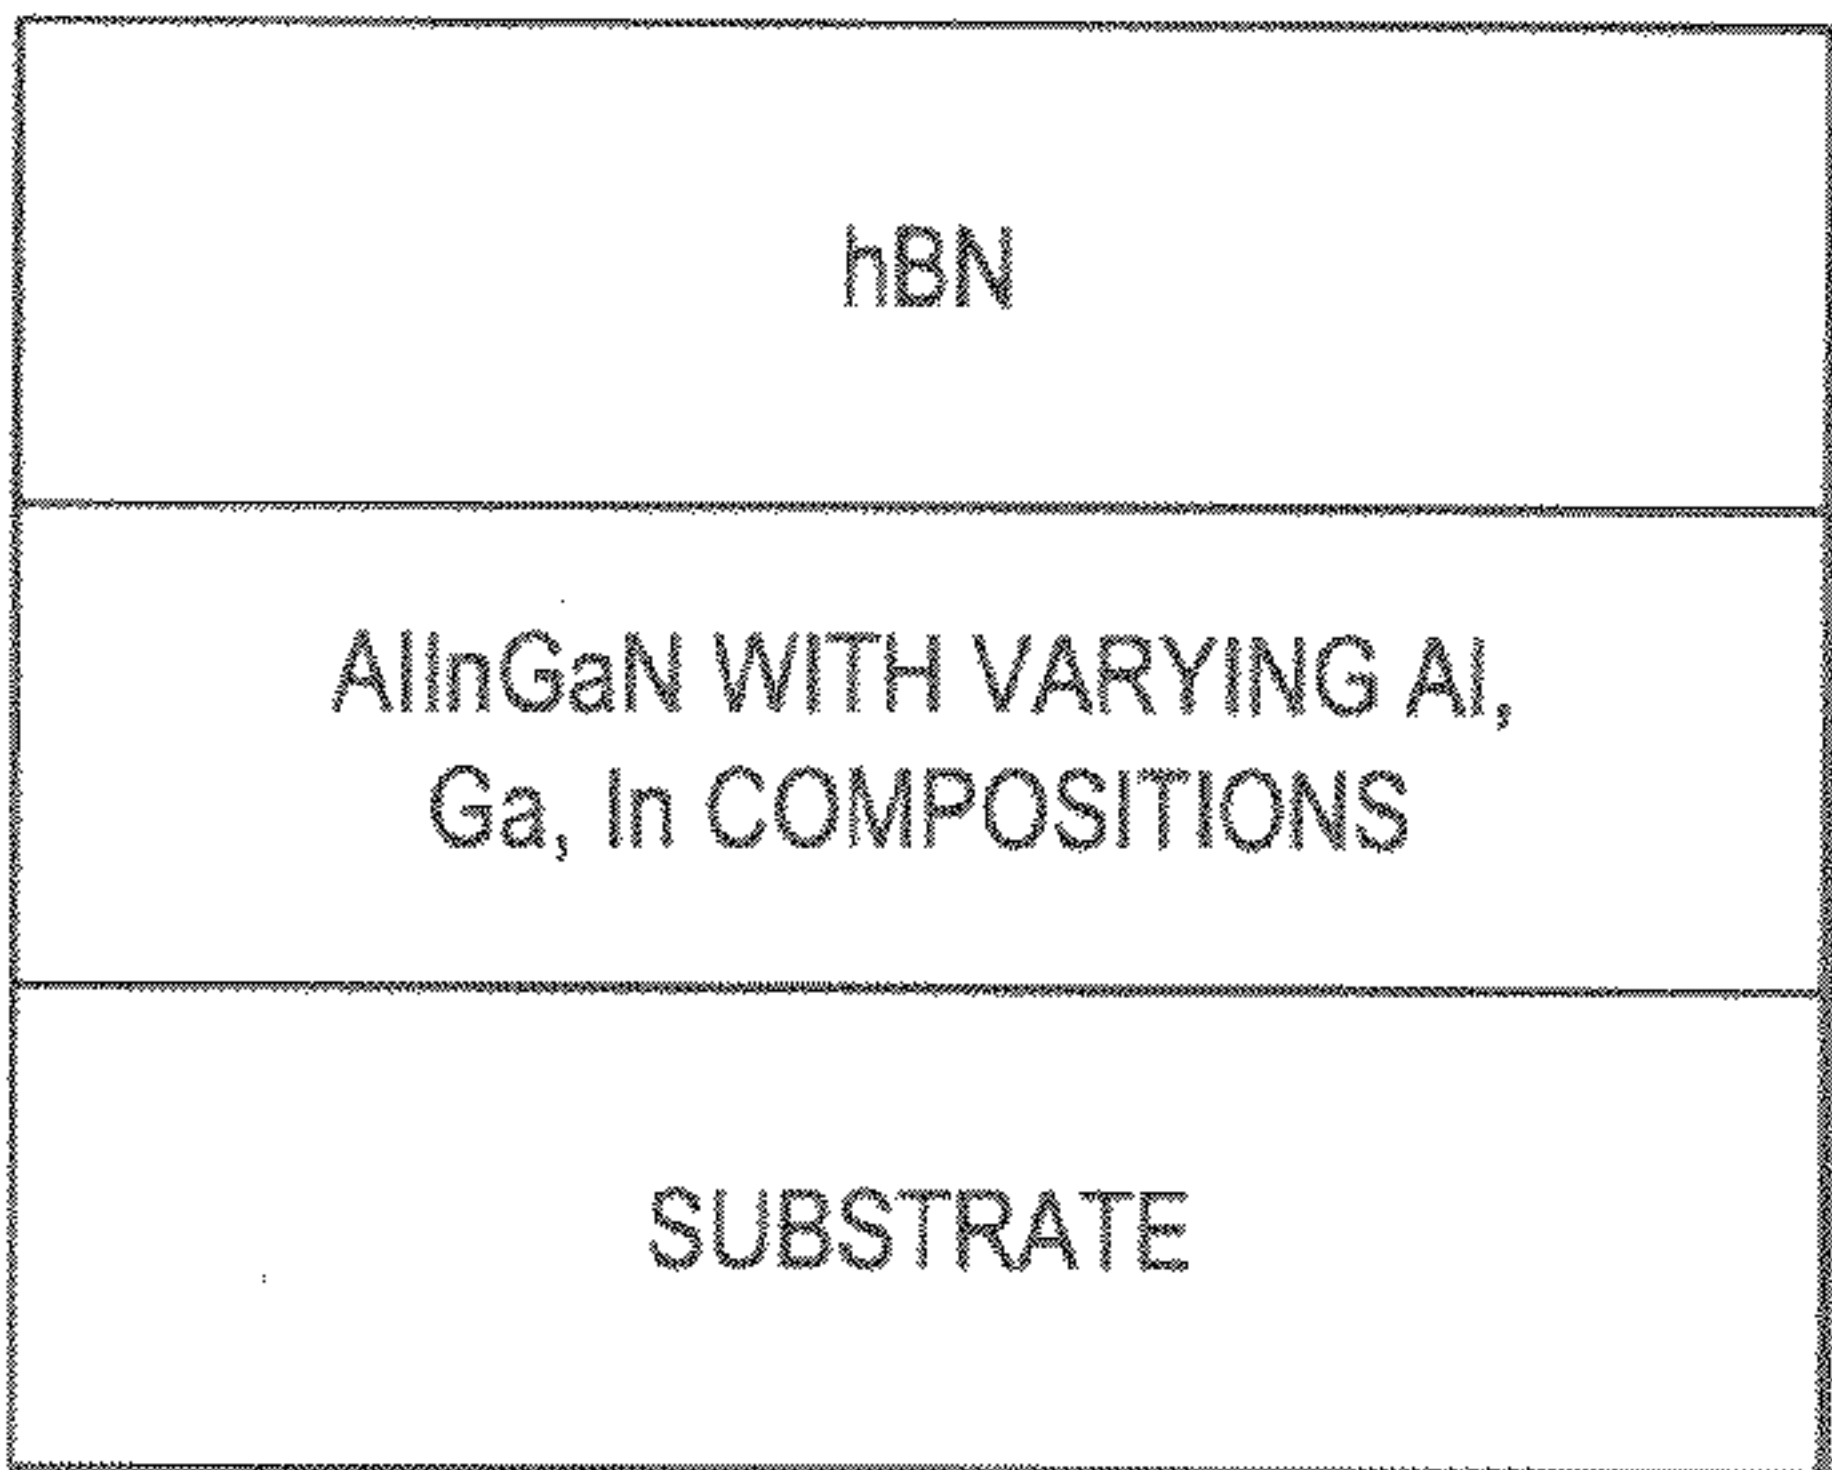 hBN
AlInGaN WITH VARYING Al,
Ga, In COMPOSITIONS
SUBSTRATE